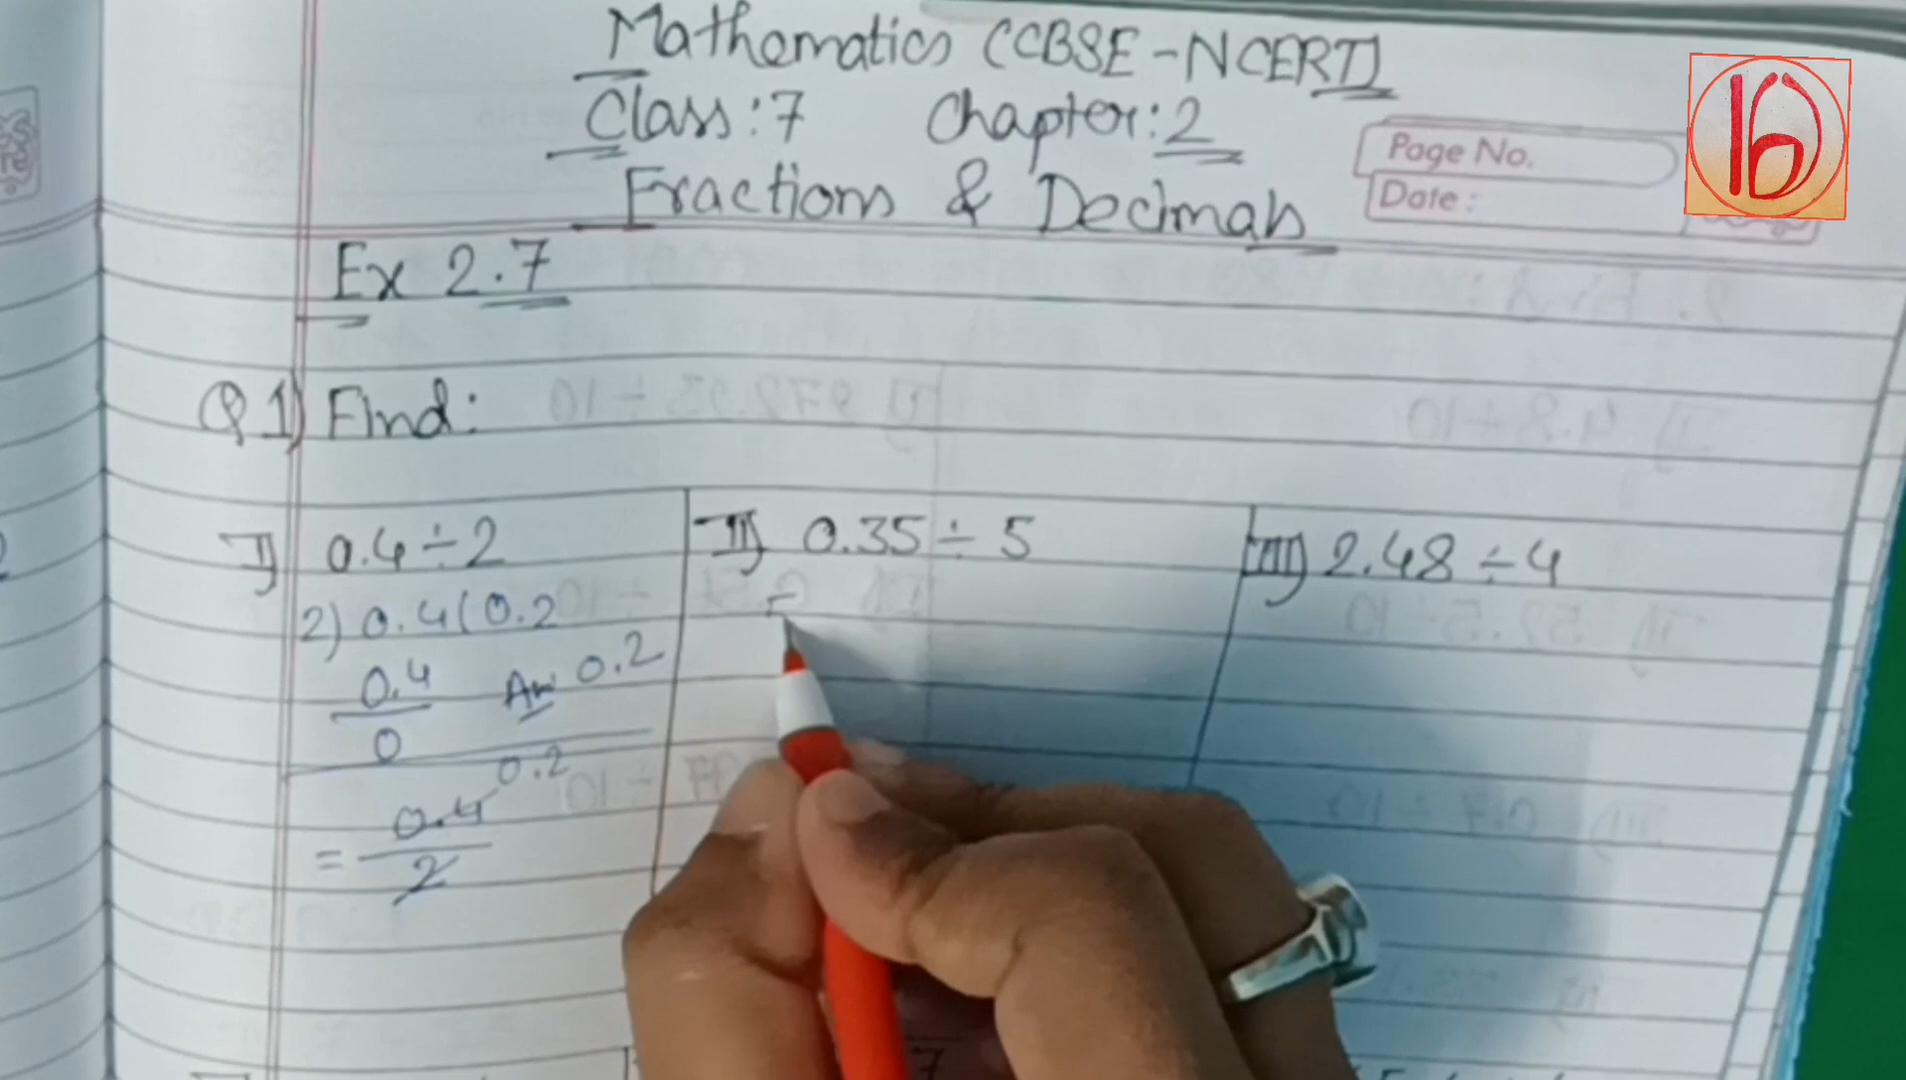 Mathematics (CBSE-NCERT)
Class:7 Chapter:2
Page No.
Fractions & Decimals
Date:
Ex 2.7
Q1) Find:
I) 0.4÷2
2) 0.4(0.2
0.4
0
Ans 0.2
0.2
= 0.4
2
II) 0.35÷5
III) 2.48÷4